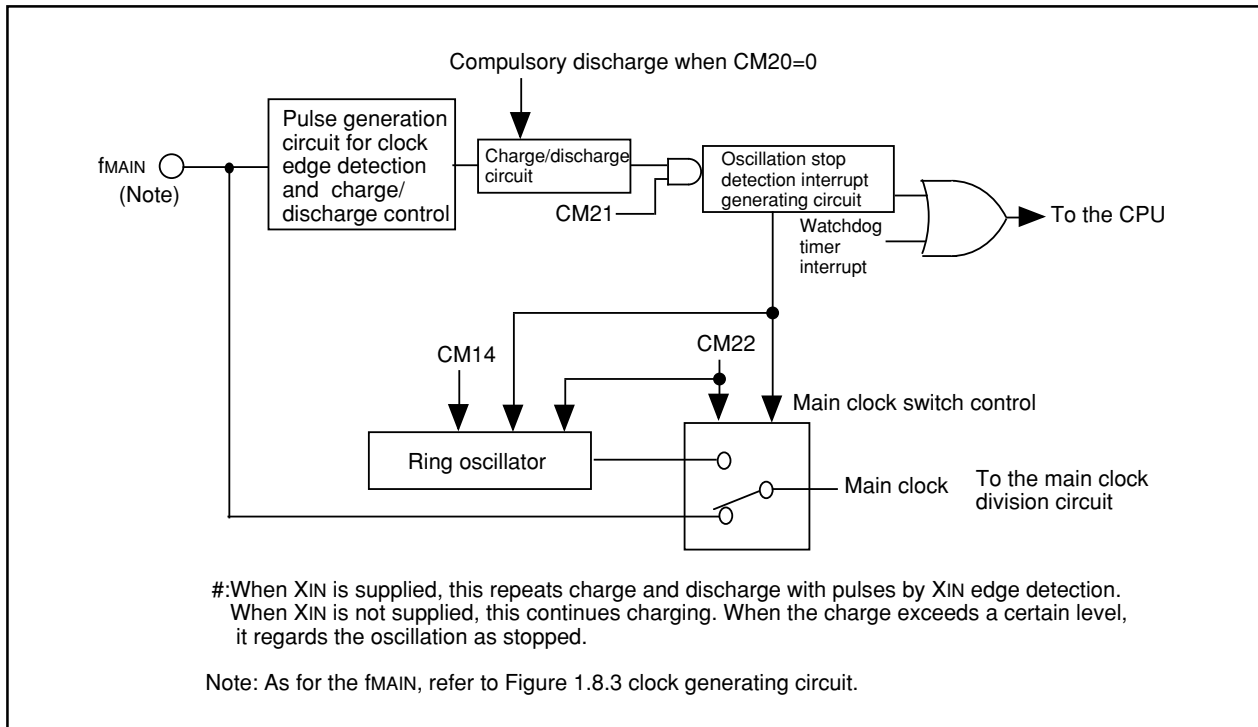 Compulsory discharge when CM20=0
Pulse generation
circuit for clock
edge detection
and charge/
discharge control
fMAIN
(Note)
Charge/discharge
circuit
CM21
Oscillation stop
detection interrupt
generating circuit
Watchdog
timer
interrupt
To the CPU
CM14
CM22
Main clock switch control
Ring oscillator
Main clock
To the main clock
division circuit
#:When XIN is supplied, this repeats charge and discharge with pulses by XIN edge detection.
When XIN is not supplied, this continues charging. When the charge exceeds a certain level,
it regards the oscillation as stopped.
Note: As for the fMAIN, refer to Figure 1.8.3 clock generating circuit.